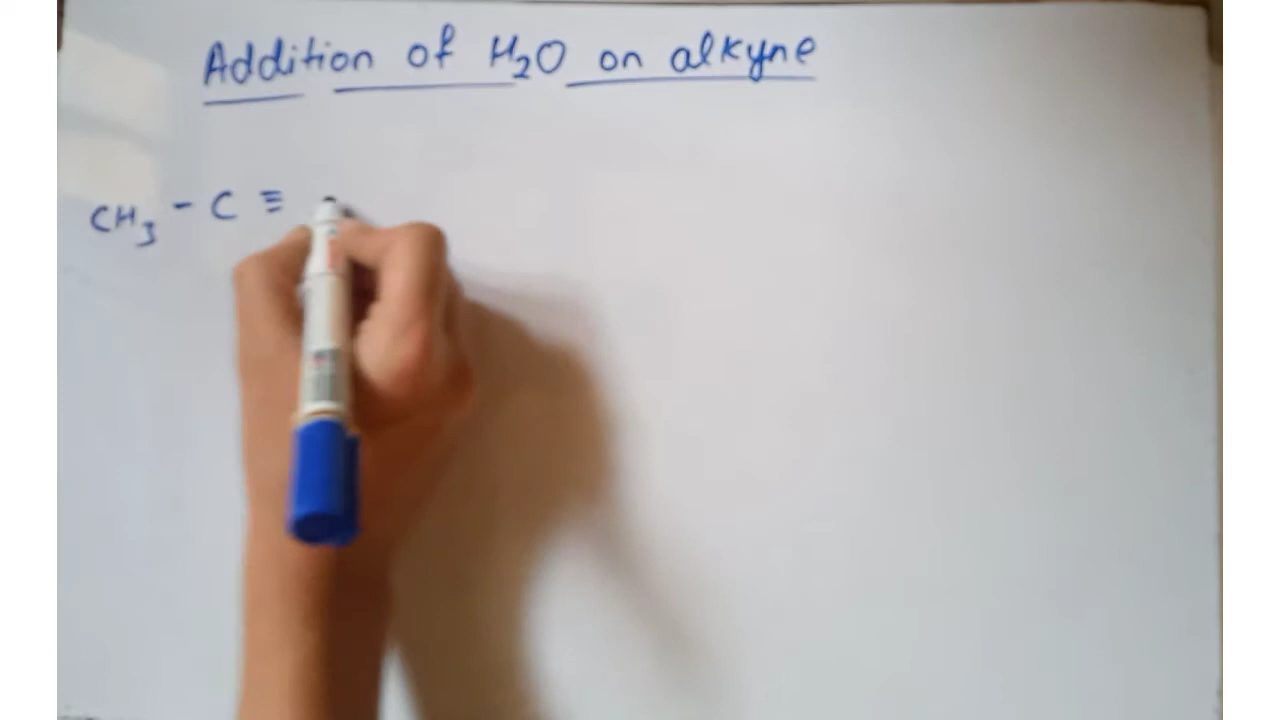 Addition of H₂O on alkyne
CH₃ - C ≡